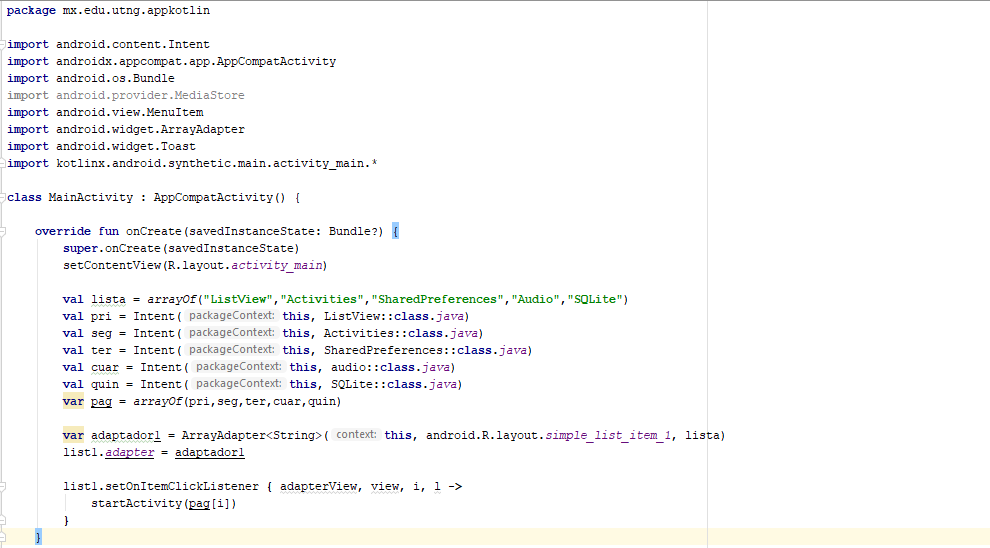 package mx.edu.utng.appkotlin
import android.content.Intent
import androidx.appcompat.app.AppCompatActivity
import android.os.Bundle
import android.provider.MediaStore
import android.view.MenuItem
import android.widget.ArrayAdapter
import android.widget.Toast
import kotlinx.android.synthetic.main.activity_main.*
class MainActivity : AppCompatActivity() {
override fun onCreate(savedInstanceState: Bundle?) {
super.onCreate(savedInstanceState)
setContentView(R.layout.activity_main)
val lista = arrayOf("ListView","Activities","SharedPreferences","Audio","SQLite")
val pri = Intent( packageContext: this, ListView::class.java)
val seg = Intent( packageContext: this, Activities::class.java)
val ter = Intent( packageContext: this, SharedPreferences::class.java)
val cuar = Intent( packageContext: this, audio::class.java)
val quin = Intent( packageContext: this, SQLite::class.java)
var pag = arrayOf(pri,seg,ter,cuar,quin)
var adaptador1 = ArrayAdapter<String>( context: this, android.R.layout.simple_list_item_1, lista)
list1.adapter = adaptador1
list1.setOnItemClickListener { adapterView, view, i, l ->
startActivity(pag[i])
}
}